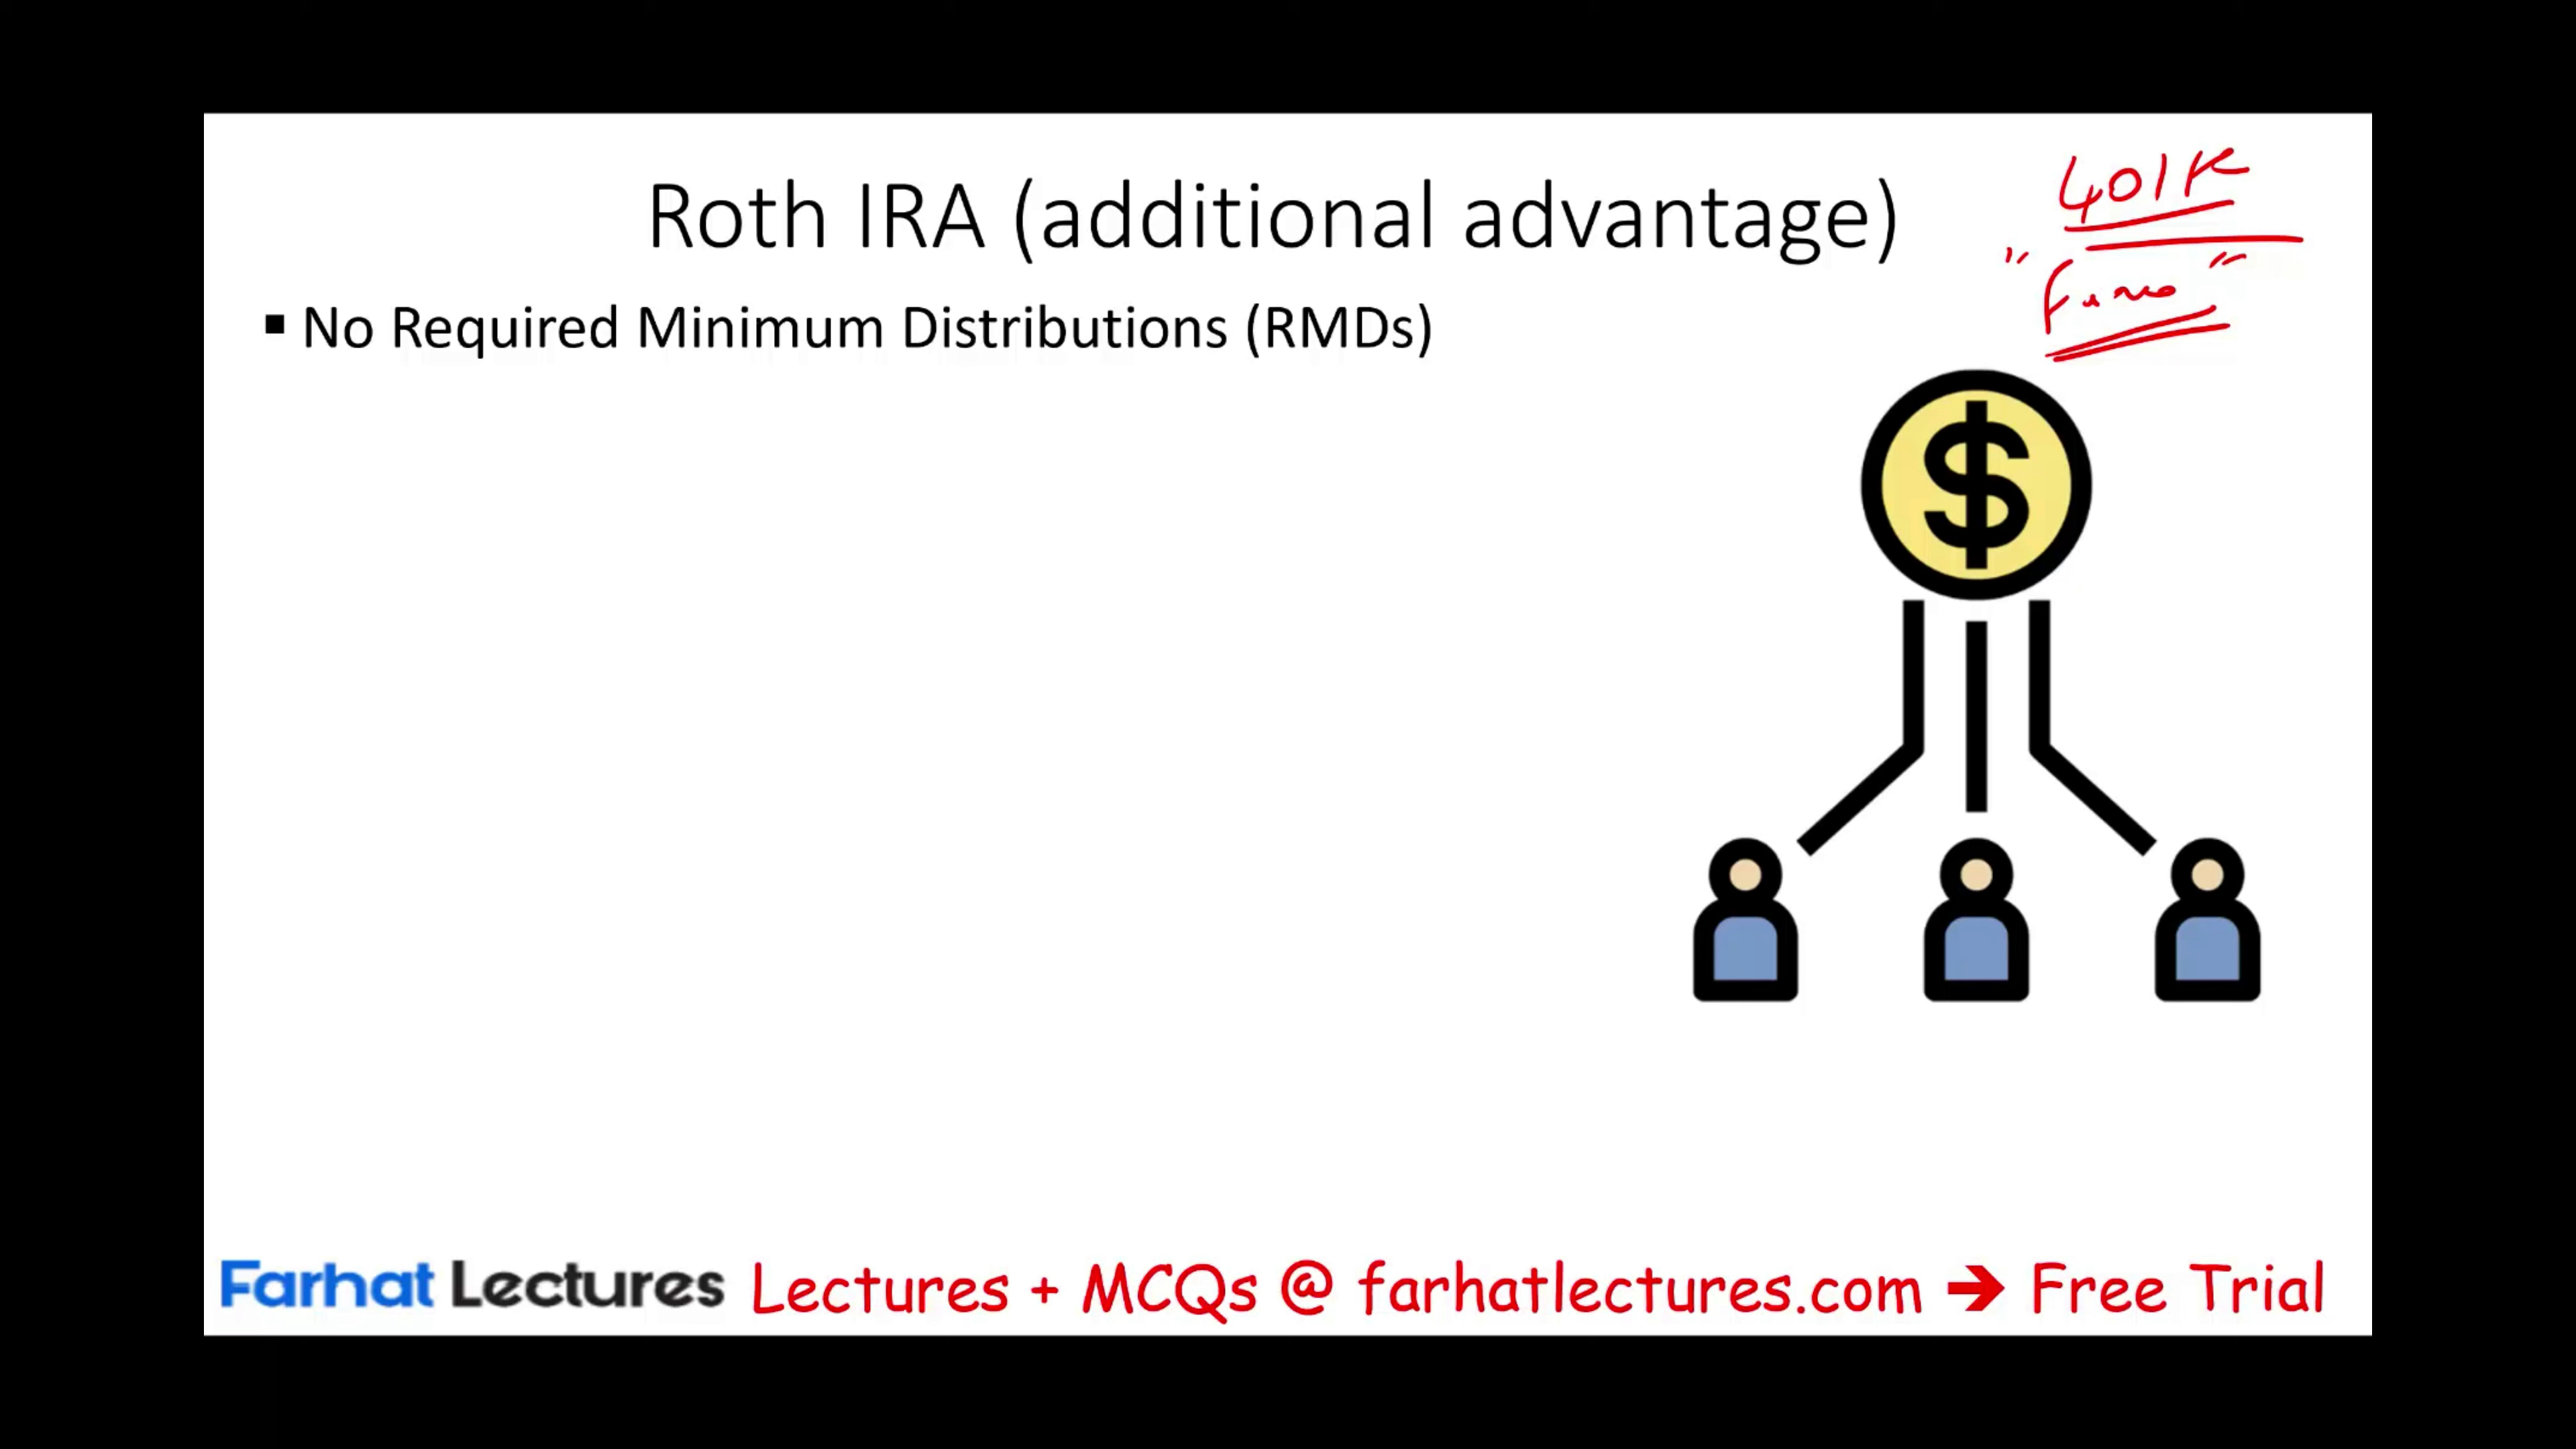 Roth IRA (additional advantage)
401K
▪ No Required Minimum Distributions (RMDs)
$
Farhat Lectures Lectures + MCQs @ farhatlectures.com ➔ Free Trial